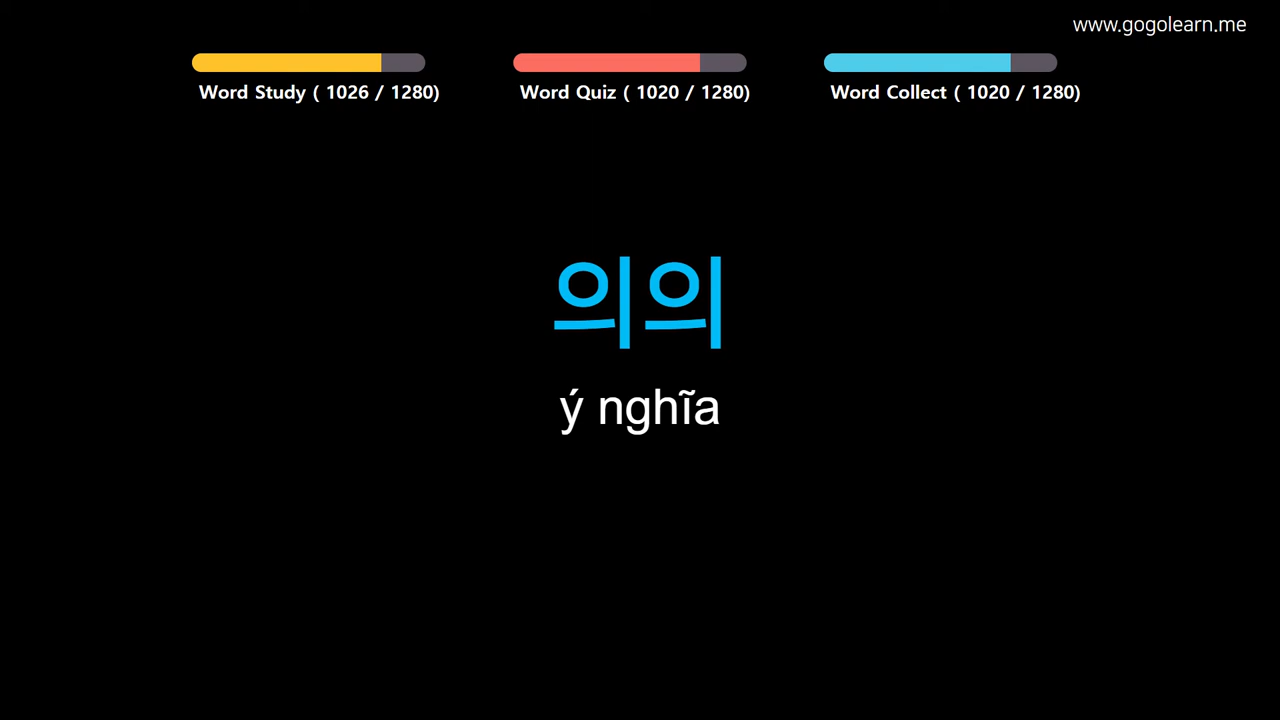 www.gogolearn.me
Word Study ( 1026 / 1280)
Word Quiz ( 1020 / 1280)
Word Collect ( 1020 / 1280)
의의
ý nghĩa